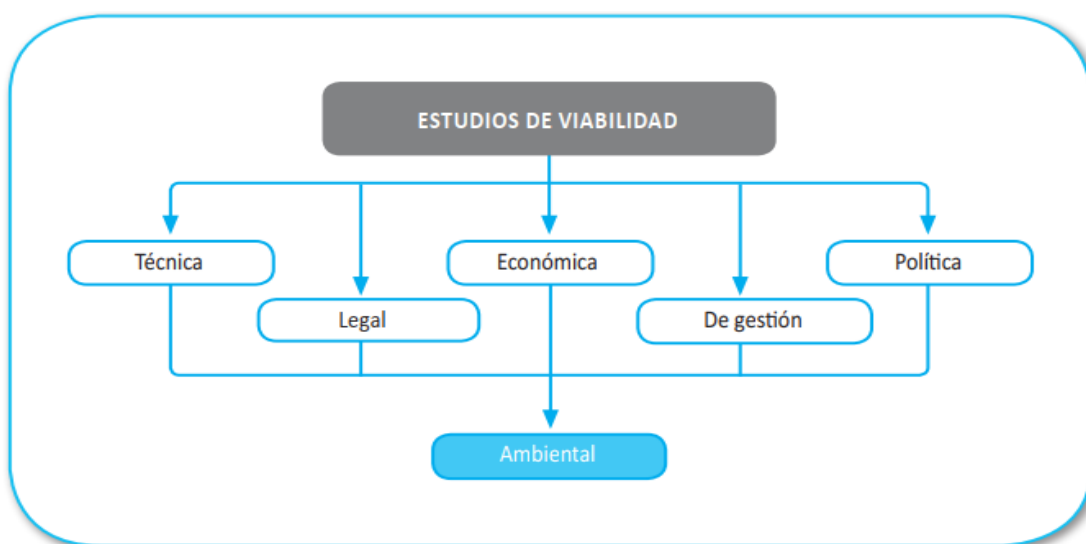 ESTUDIOS DE VIABILIDAD
Técnica
Económica
Política
Legal
De gestión
Ambiental